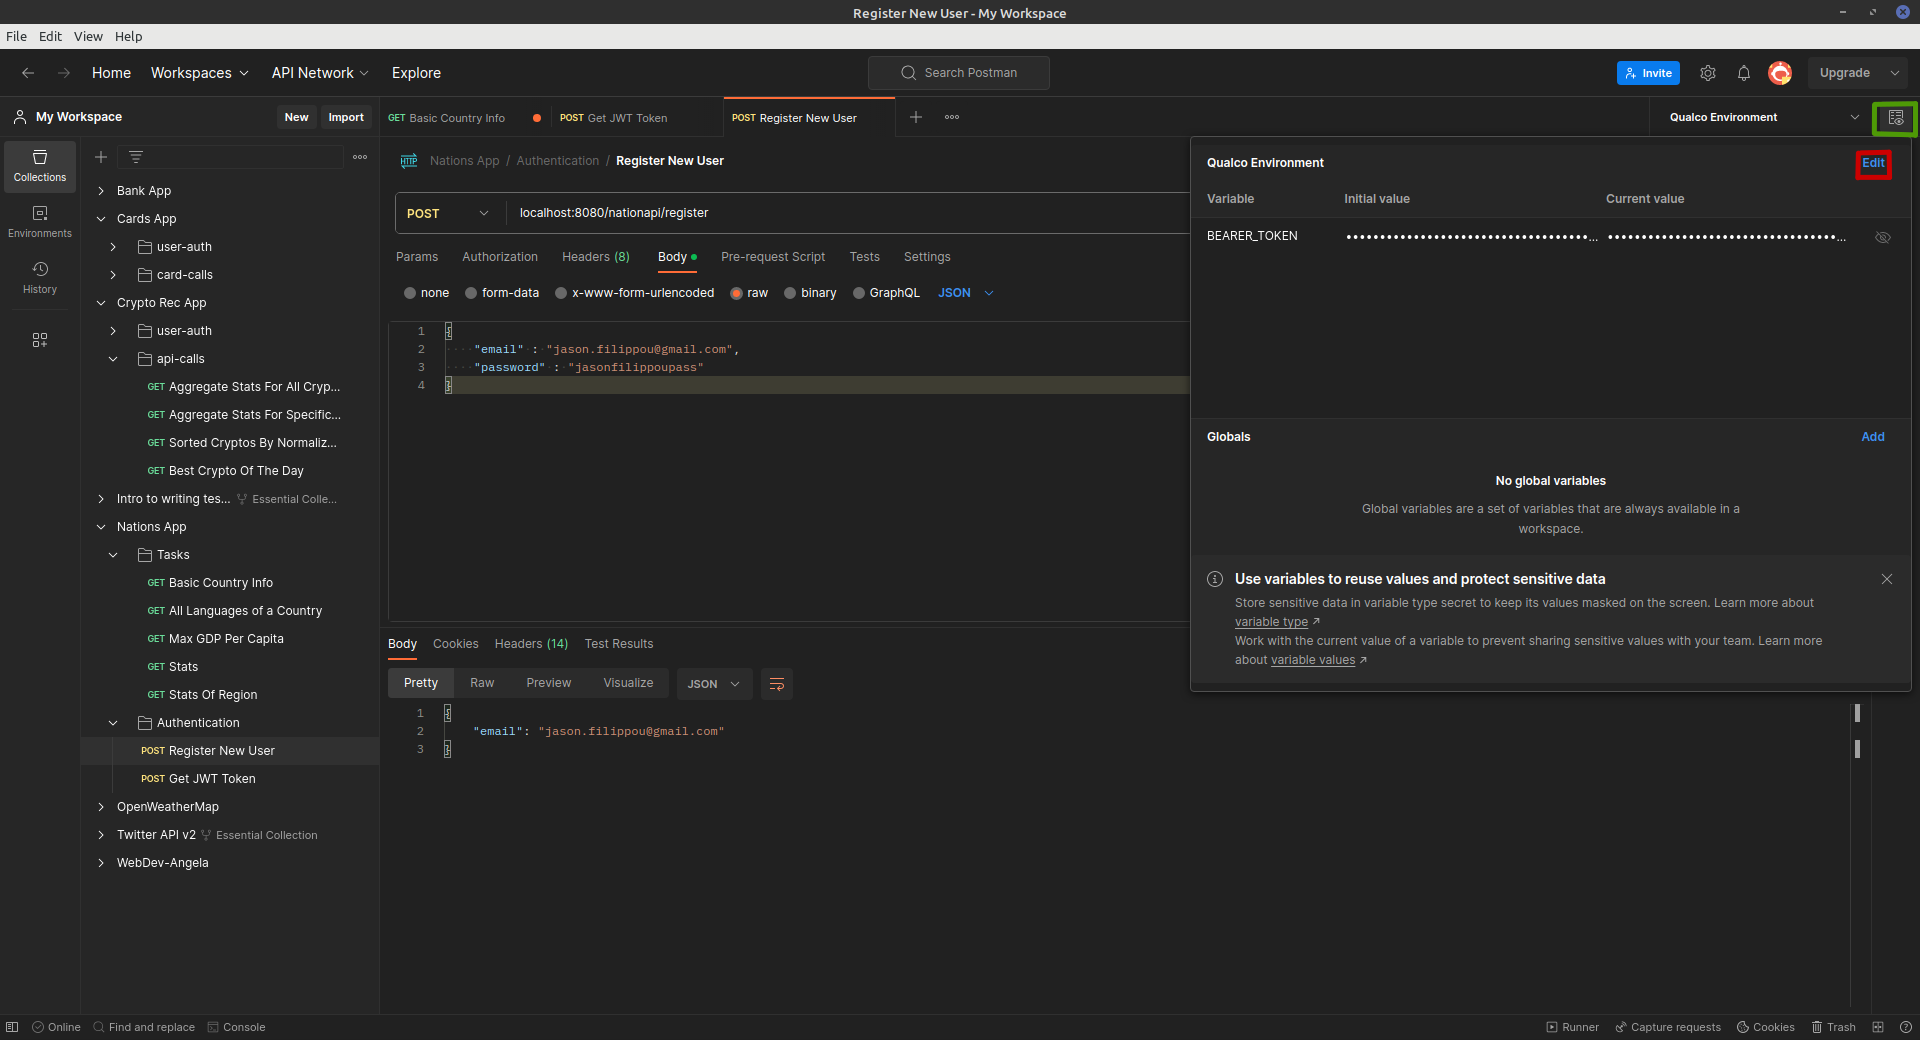 Register New User - My Workspace
File Edit View Help
Home Workspaces API Network Explore Search Postman Invite Upgrade
My Workspace New Import
GET Basic Country Info POST Get JWT Token POST Register New User
Qualco Environment
Collections
Environments
History
Bank App
Cards App
user-auth
card-calls
Crypto Rec App
user-auth
api-calls
GET Aggregate Stats For All Cryp...
GET Aggregate Stats For Specific...
GET Sorted Cryptos By Normaliz...
GET Best Crypto Of The Day
Intro to writing tes... Essential Colle...
Nations App
Tasks
GET Basic Country Info
GET All Languages of a Country
GET Max GDP Per Capita
GET Stats
GET Stats Of Region
Authentication
POST Register New User
POST Get JWT Token
OpenWeatherMap
Twitter API v2 Essential Collection
WebDev-Angela
HTTP Nations App / Authentication / Register New User
POST localhost:8080/nationapi/register
Params Authorization Headers (8) Body Pre-request Script Tests Settings
none form-data x-www-form-urlencoded raw binary GraphQL JSON
1 {
2 "email" : "jason.filippou@gmail.com",
3 "password" : "jasonfilippoupass"
4 }
Body Cookies Headers (14) Test Results
Pretty Raw Preview Visualize JSON
1 {
2 "email": "jason.filippou@gmail.com"
3 }
Qualco Environment Edit
Variable Initial value Current value
BEARER_TOKEN ••••••••••••••••••••••••••••••••••••... ••••••••••••••••••••••••••••••••••...
Globals Add
No global variables
Global variables are a set of variables that are always available in a
workspace.
Use variables to reuse values and protect sensitive data
Store sensitive data in variable type secret to keep its values masked on the screen. Learn more about
variable type ↗
Work with the current value of a variable to prevent sharing sensitive values with your team. Learn more
about variable values ↗
Online Find and replace Console Runner Capture requests Cookies Trash